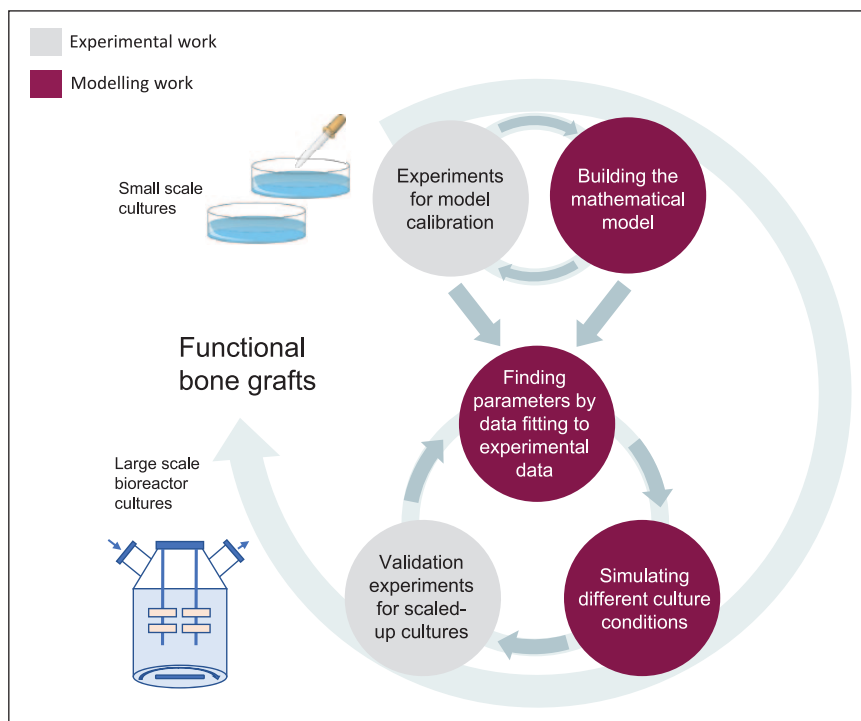 Experimental work
Modelling work
Small scale
cultures
Experiments
for model
calibration
Building the
mathematical
model
Functional
bone grafts
Finding
parameters by
data fitting to
experimental
data
Large scale
bioreactor
cultures
Validation
experiments
for scaled-
up cultures
Simulating
different culture
conditions